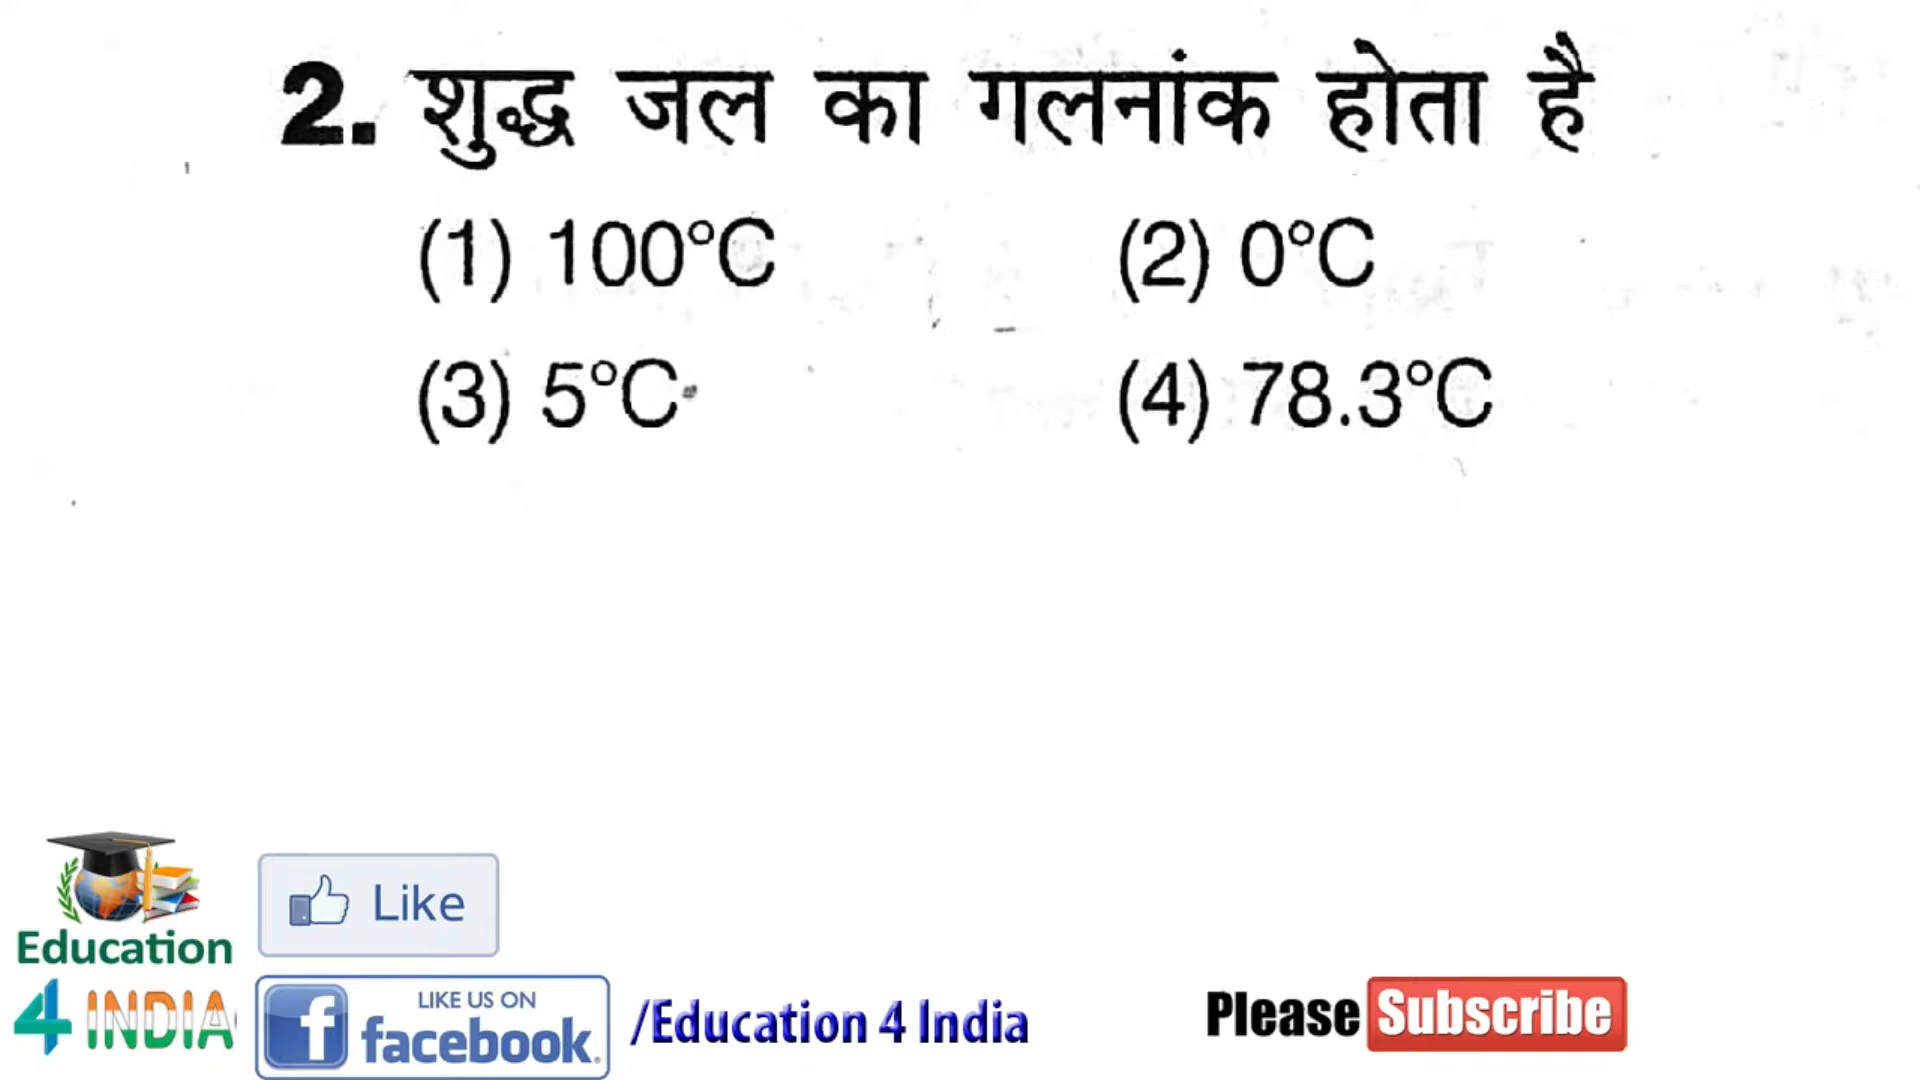 2. शुद्ध जल का गलनांक होता है
(1) 100°C (2) 0°C
(3) 5°C (4) 78.3°C
Education
4 INDIA
Like
LIKE US ON
facebook.
/Education 4 India
Please Subscribe